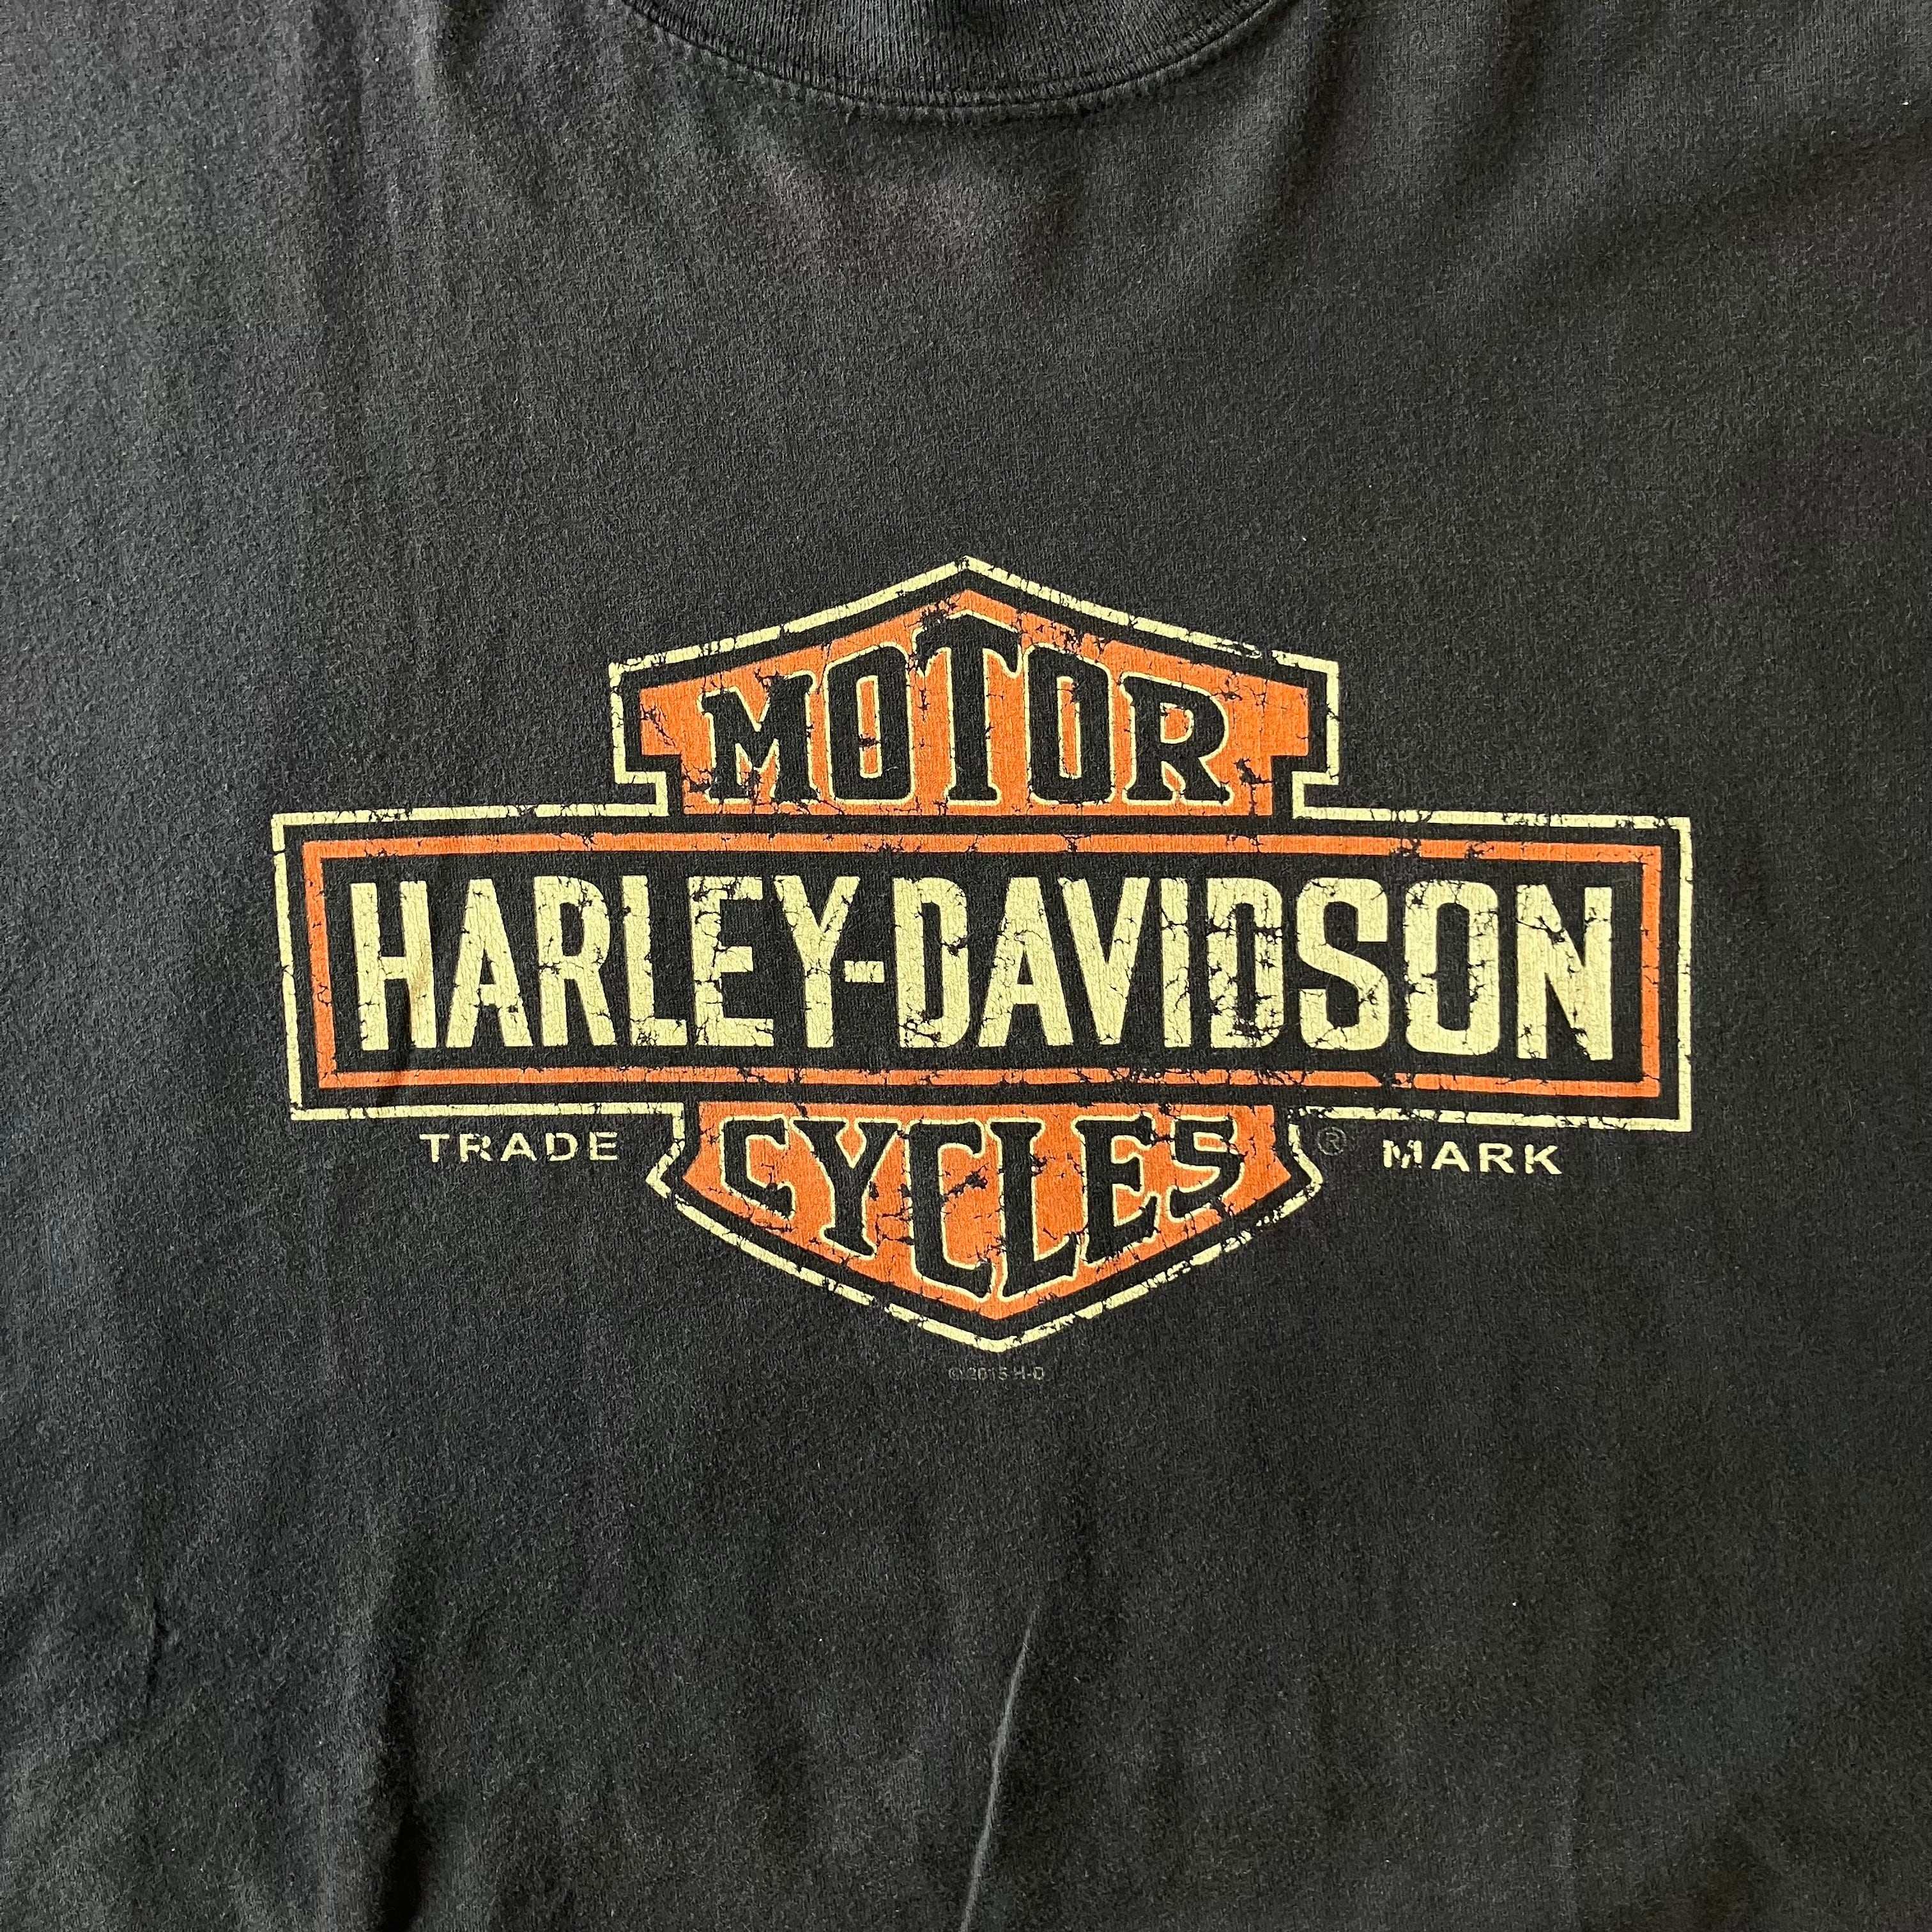 MOTOR
HARLEY-DAVIDSON
TRADE ® MARK
CYCLES
© 2015 H-D